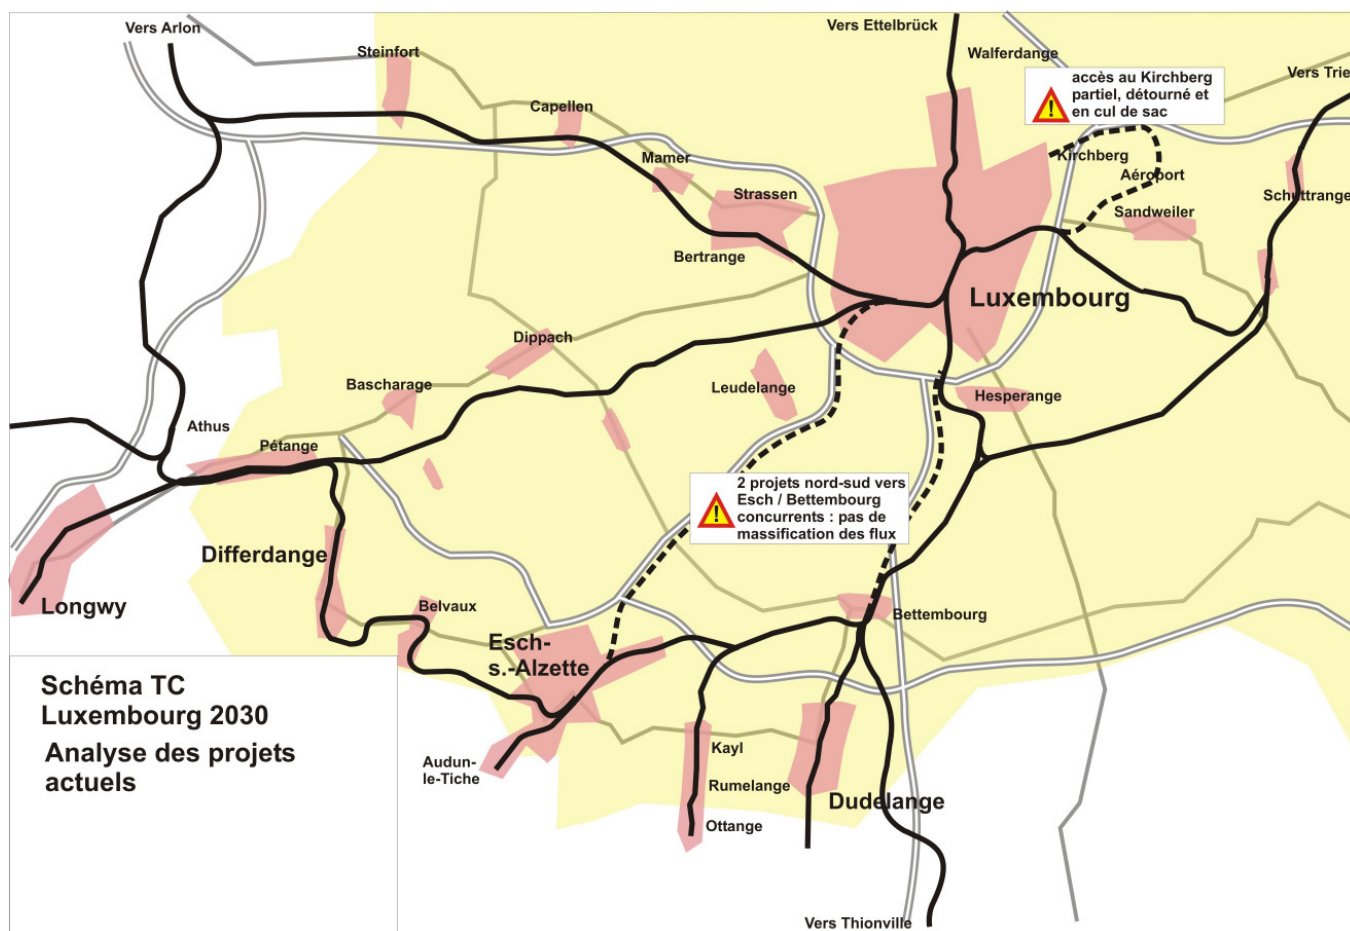 Vers Arlon
Vers Ettelbrück
Walferdange
Steinfort
accès au Kirchberg
partiel, détourné et
en cul de sac
Vers Trie
Capellen
Mamer
Kirchberg
Aéroport
Strassen
Schuttrange
Sandweiler
Bertrange
Luxembourg
Dippach
Bascharage
Leudelange
Hesperange
Athus
Pétange
2 projets nord-sud vers
Esch / Bettembourg
concurrents : pas de
massification des flux
Differdange
Longwy
Belvaux
Bettembourg
Esch-
s.-Alzette
Schéma TC
Luxembourg 2030
Analyse des projets
actuels
Audun-
le-Tiche
Kayl
Rumelange
Dudelange
Ottange
Vers Thionville